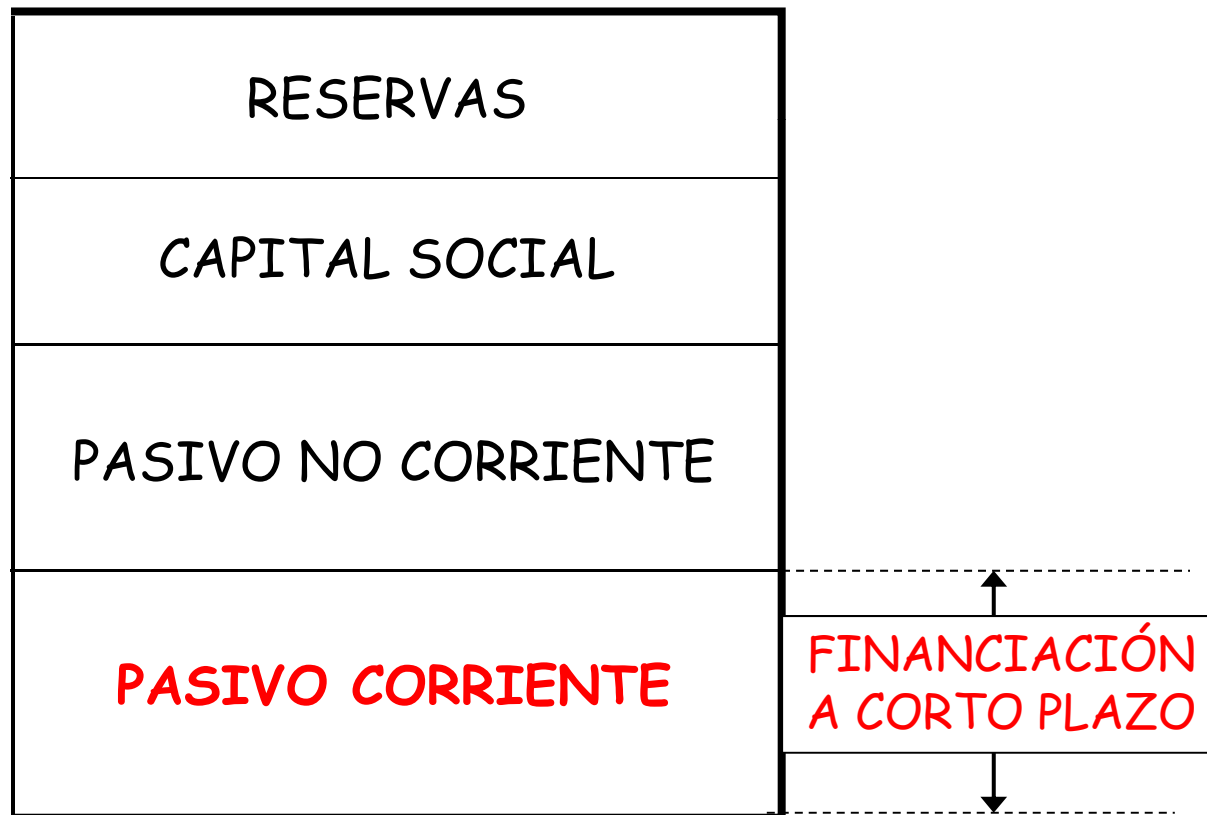 RESERVAS
CAPITAL SOCIAL
PASIVO NO CORRIENTE
PASIVO CORRIENTE
FINANCIACIÓN
A CORTO PLAZO